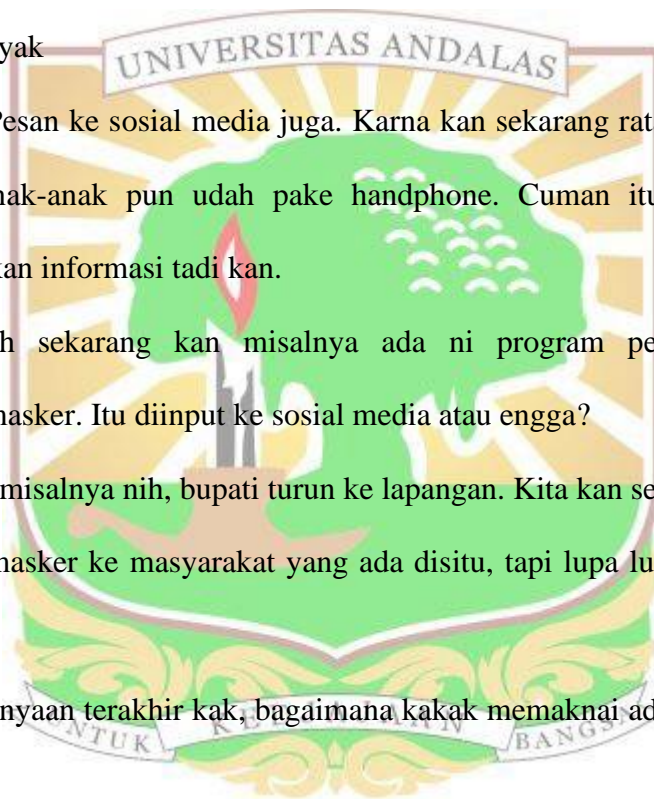 yak
UNIVERSITAS ANDALAS
Pesan ke sosial media juga. Karna kan sekarang rat
nak-anak pun udah pake handphone. Cuman itu
kan informasi tadi kan.
h sekarang kan misalnya ada ni program pe
masker. Itu diinput ke sosial media atau engga?
misalnya nih, bupati turun ke lapangan. Kita kan se
masker ke masyarakat yang ada disitu, tapi lupa lu
nyaan terakhir kak, bagaimana kakak memaknai ad
UNTUK KEDJAJAAN BANGSA